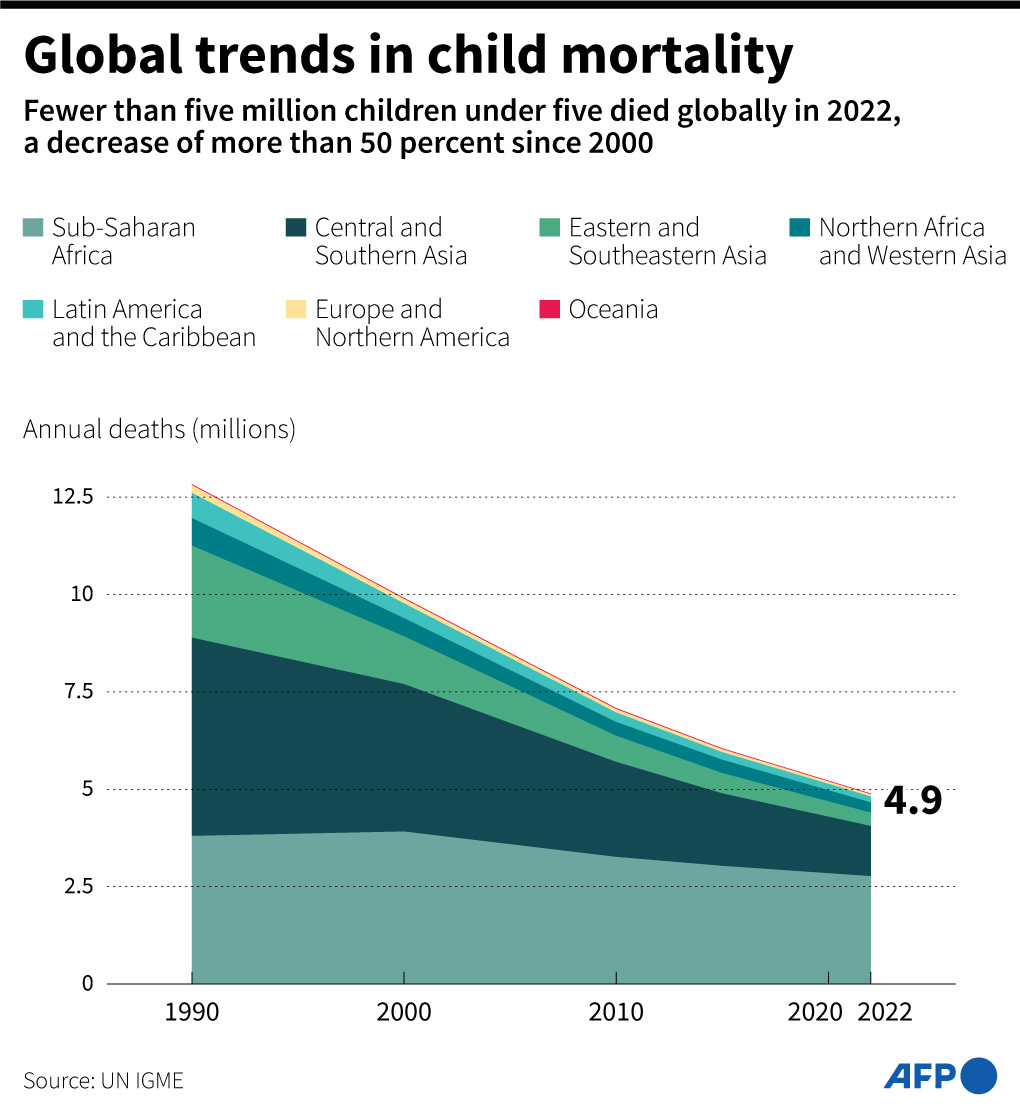 Global trends in child mortality
Fewer than five million children under five died globally in 2022,
a decrease of more than 50 percent since 2000
Sub-Saharan
Africa
Central and
Southern Asia
Eastern and
Southeastern Asia
Northern Africa
and Western Asia
Latin America
and the Caribbean
Europe and
Northern America
Oceania
Annual deaths (millions)
12.5
10
7.5
5
4.9
2.5
0
1990
2000
2010
2020
2022
Source: UN IGME
AFP